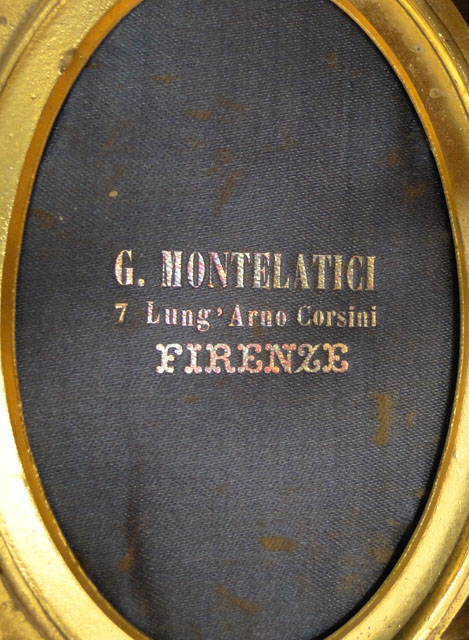 G. MONTELATICI
7 Lung'Arno Corsini
FIRENZE